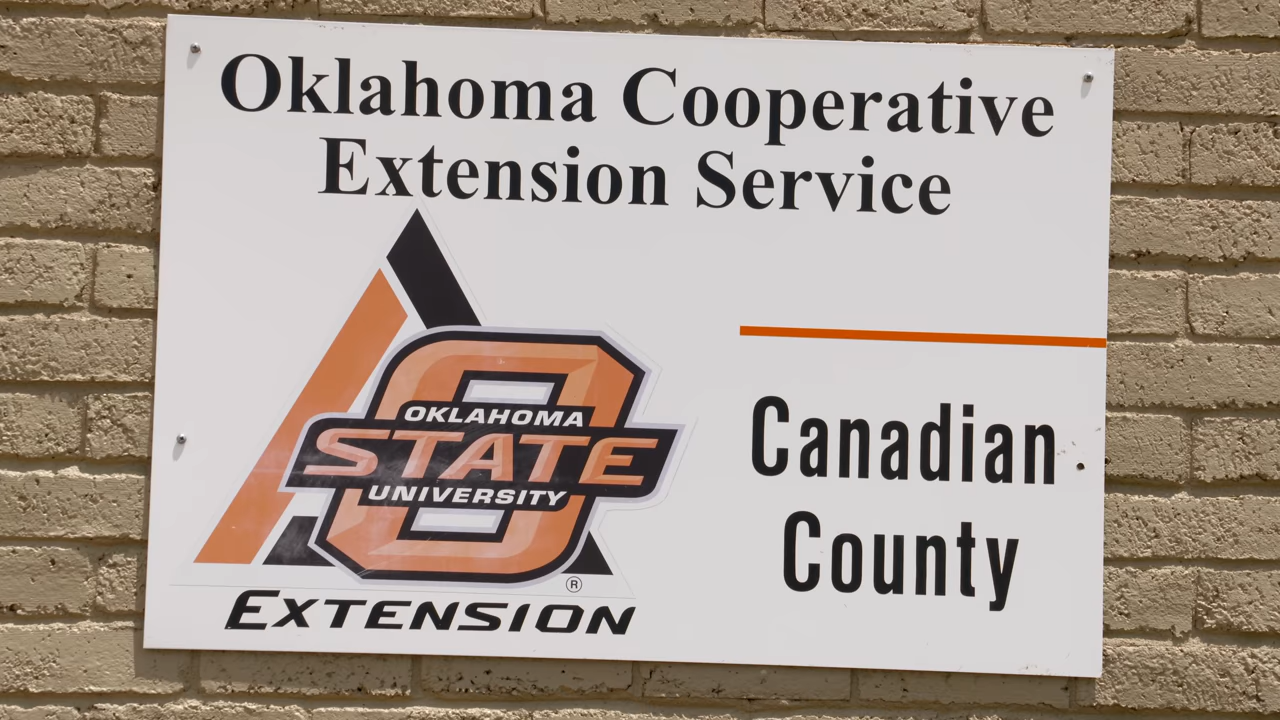 Oklahoma Cooperative
Extension Service
OKLAHOMA
STATE
UNIVERSITY
®
EXTENSION
Canadian
County